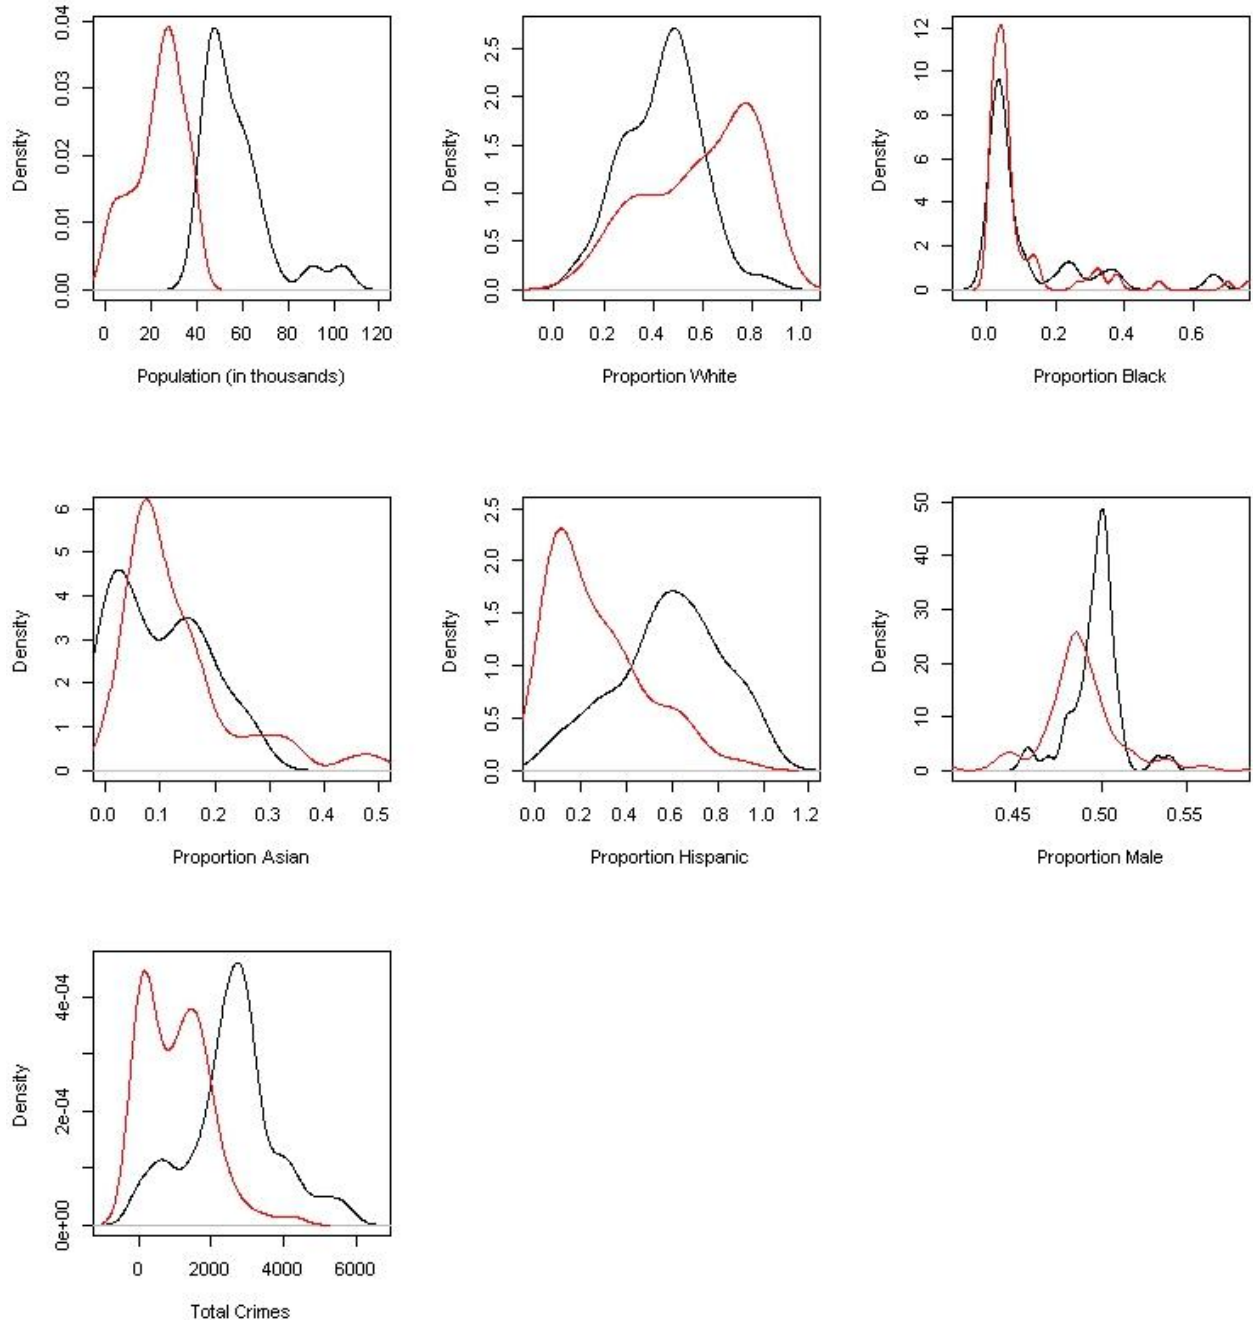 Density
0.00 0.01 0.02 0.03 0.04
0 20 40 60 80 100 120
Population (in thousands)
Density
0.0 0.5 1.0 1.5 2.0 2.5
0.0 0.2 0.4 0.6 0.8 1.0
Proportion White
Density
0 2 4 6 8 10 12
0.0 0.2 0.4 0.6
Proportion Black
Density
0 1 2 3 4 5 6
0.0 0.1 0.2 0.3 0.4 0.5
Proportion Asian
Density
0.0 0.5 1.0 1.5 2.0 2.5
0.0 0.2 0.4 0.6 0.8 1.0 1.2
Proportion Hispanic
Density
0 10 20 30 40 50
0.45 0.50 0.55
Proportion Male
Density
0e+00 2e-04 4e-04
0 2000 4000 6000
Total Crimes